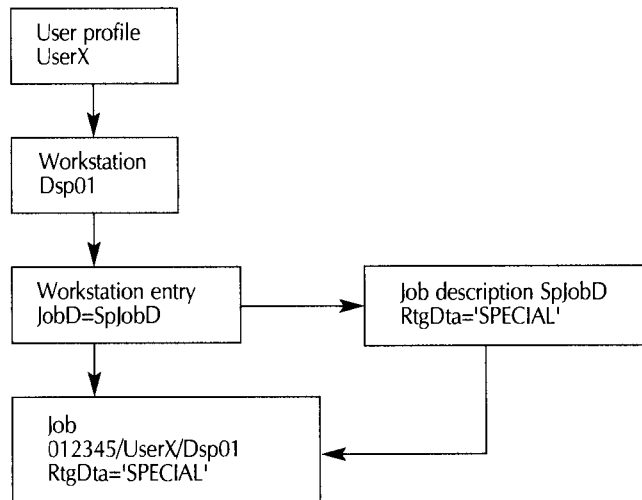 User profile
UserX
Workstation
Dsp01
Workstation entry
JobD=SpJobD
Job description SpJobD
RtgDta='SPECIAL'
Job
012345/UserX/Dsp01
RtgDta='SPECIAL'